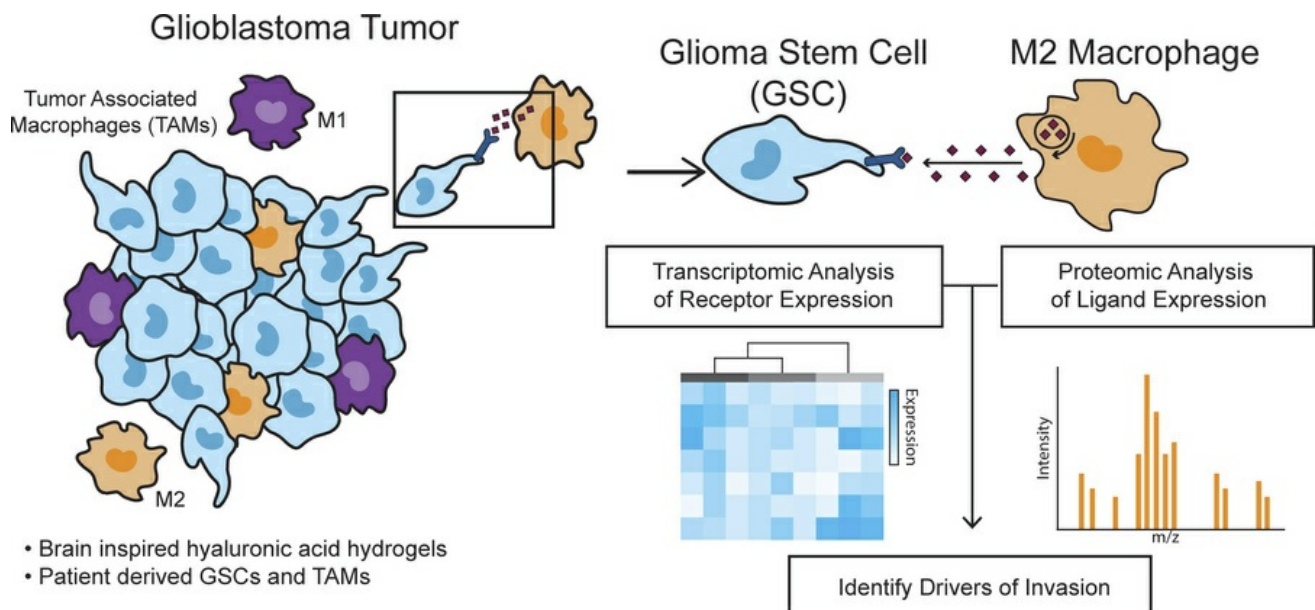 Glioblastoma Tumor
Tumor Associated
Macrophages (TAMs)
M1
M2
• Brain inspired hyaluronic acid hydrogels
• Patient derived GSCs and TAMs
Glioma Stem Cell
(GSC)
M2 Macrophage
Transcriptomic Analysis
of Receptor Expression
Proteomic Analysis
of Ligand Expression
Expression
Intensity
m/z
Identify Drivers of Invasion